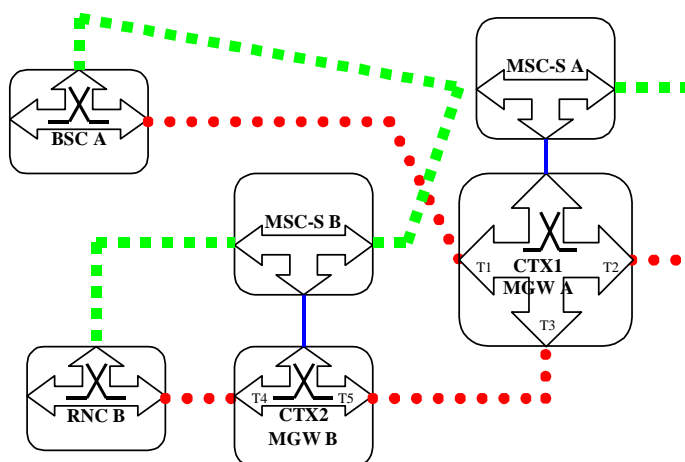 MSC-S A
BSC A
MSC-S B
T1
CTX1
T2
MGW A
T3
RNC B
T4
CTX2
T5
MGW B